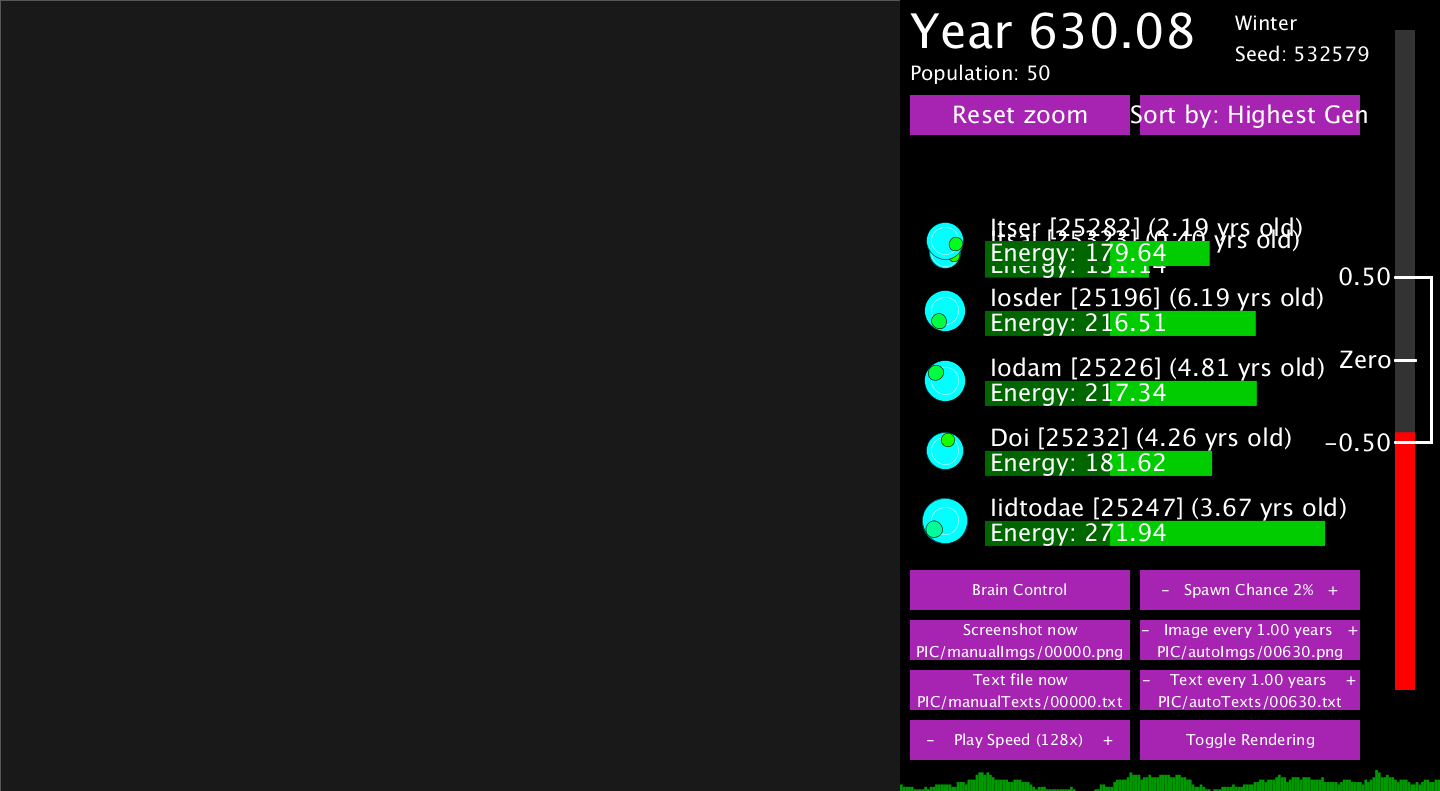 Year 630.08
Winter
Seed: 532579
Population: 50
Reset zoom
Sort by: Highest Gen
Itser [25282] (2.19 yrs old)
Energy: 179.64
yrs old)
Energy: 131.14
Iosder [25196] (6.19 yrs old)
Energy: 216.51
0.50
Iodam [25226] (4.81 yrs old)
Energy: 217.34
Zero
Doi [25232] (4.26 yrs old)
Energy: 181.62
-0.50
Iidtodae [25247] (3.67 yrs old)
Energy: 271.94
Brain Control
- Spawn Chance 2% +
Screenshot now
PIC/manualImgs/00000.png
- Image every 1.00 years +
PIC/autoImgs/00630.png
Text file now
PIC/manualTexts/00000.txt
- Text every 1.00 years +
PIC/autoTexts/00630.txt
- Play Speed (128x) +
Toggle Rendering